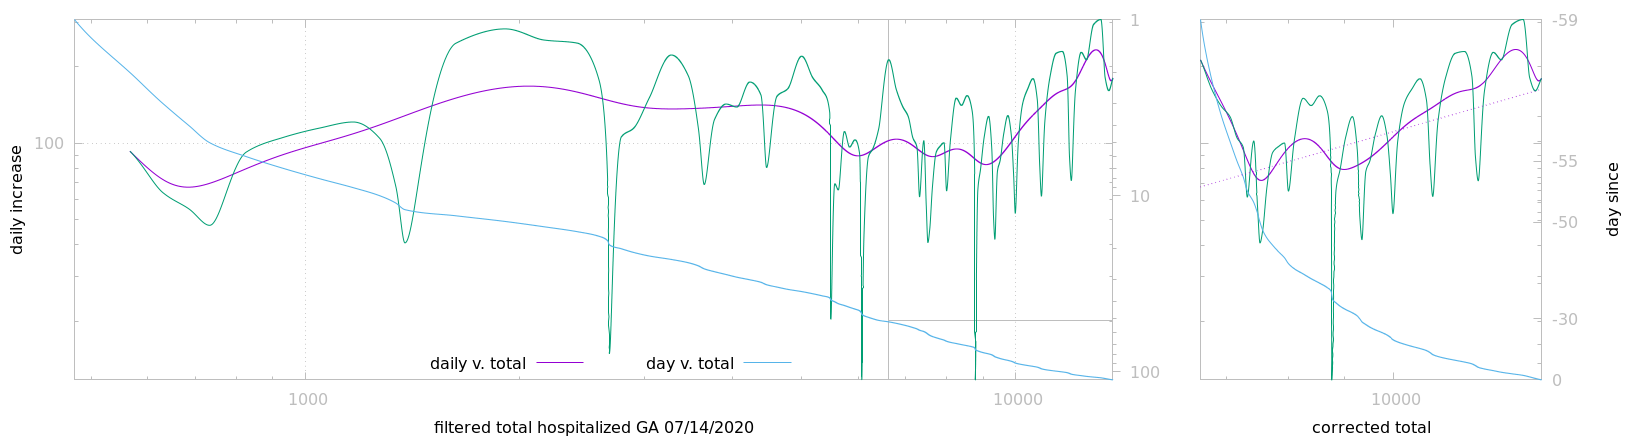 1
-59
100
-55
10
-50
daily increase
day since
-30
daily v. total
day v. total
100
0
1000
10000
10000
filtered total hospitalized GA 07/14/2020
corrected total